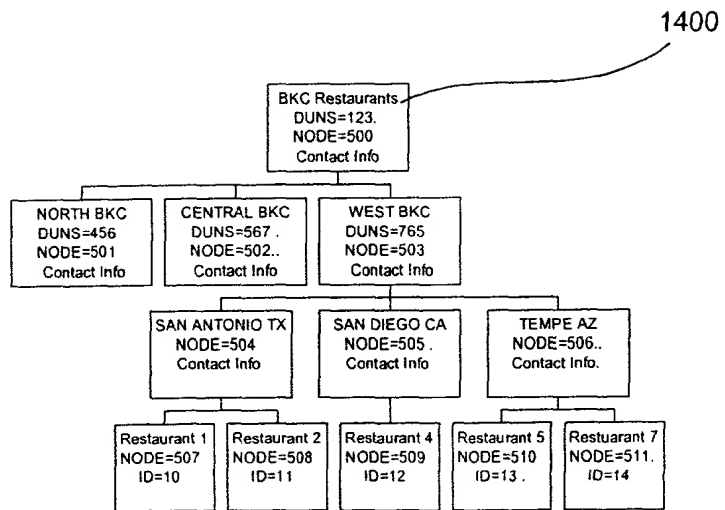 1400
BKC Restaurants
DUNS=123.
NODE=500
Contact Info
NORTH BKC
DUNS=456
NODE=501
Contact Info
CENTRAL BKC
DUNS=567 .
NODE=502..
Contact Info
WEST BKC
DUNS=765
NODE=503
Contact Info
SAN ANTONIO TX
NODE=504
Contact Info
SAN DIEGO CA
NODE=505 .
Contact Info
TEMPE AZ
NODE=506..
Contact Info.
Restaurant 1
NODE=507
ID=10
Restaurant 2
NODE=508
ID=11
Restaurant 4
NODE=509
ID=12
Restaurant 5
NODE=510
ID=13 .
Restuarant 7
NODE=511.
ID=14